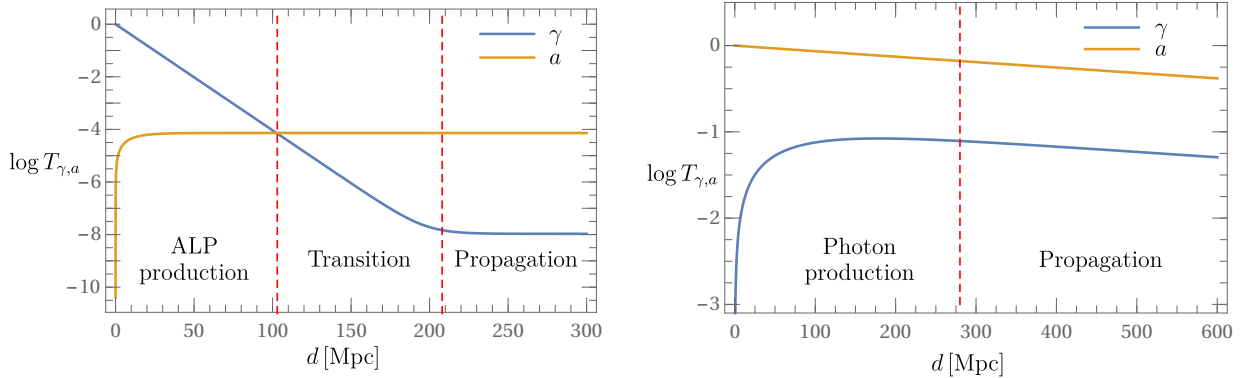 γ
a
0
−2
−4
−6
−8
−10
log T_{γ,a}
ALP
production
Transition
Propagation
0
50
100
150
200
250
300
d [Mpc]
γ
a
0
−1
−2
−3
log T_{γ,a}
Photon
production
Propagation
0
100
200
300
400
500
600
d [Mpc]